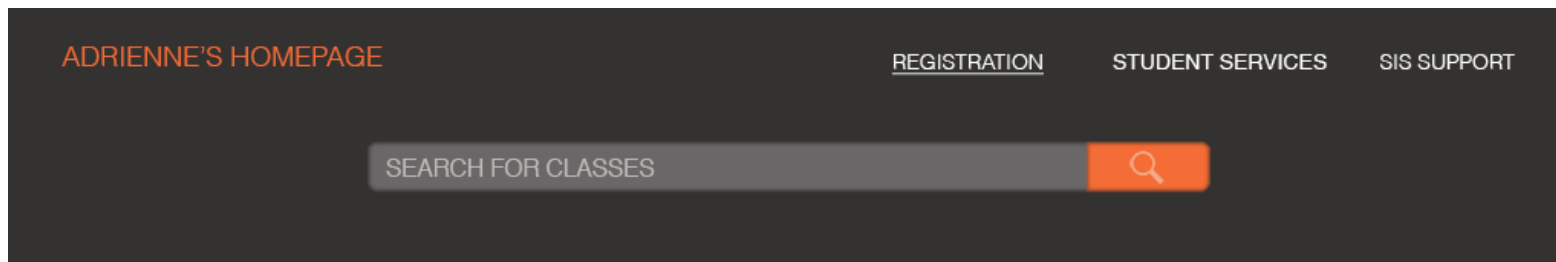 ADRIENNE'S HOMEPAGE
REGISTRATION STUDENT SERVICES SIS SUPPORT
SEARCH FOR CLASSES